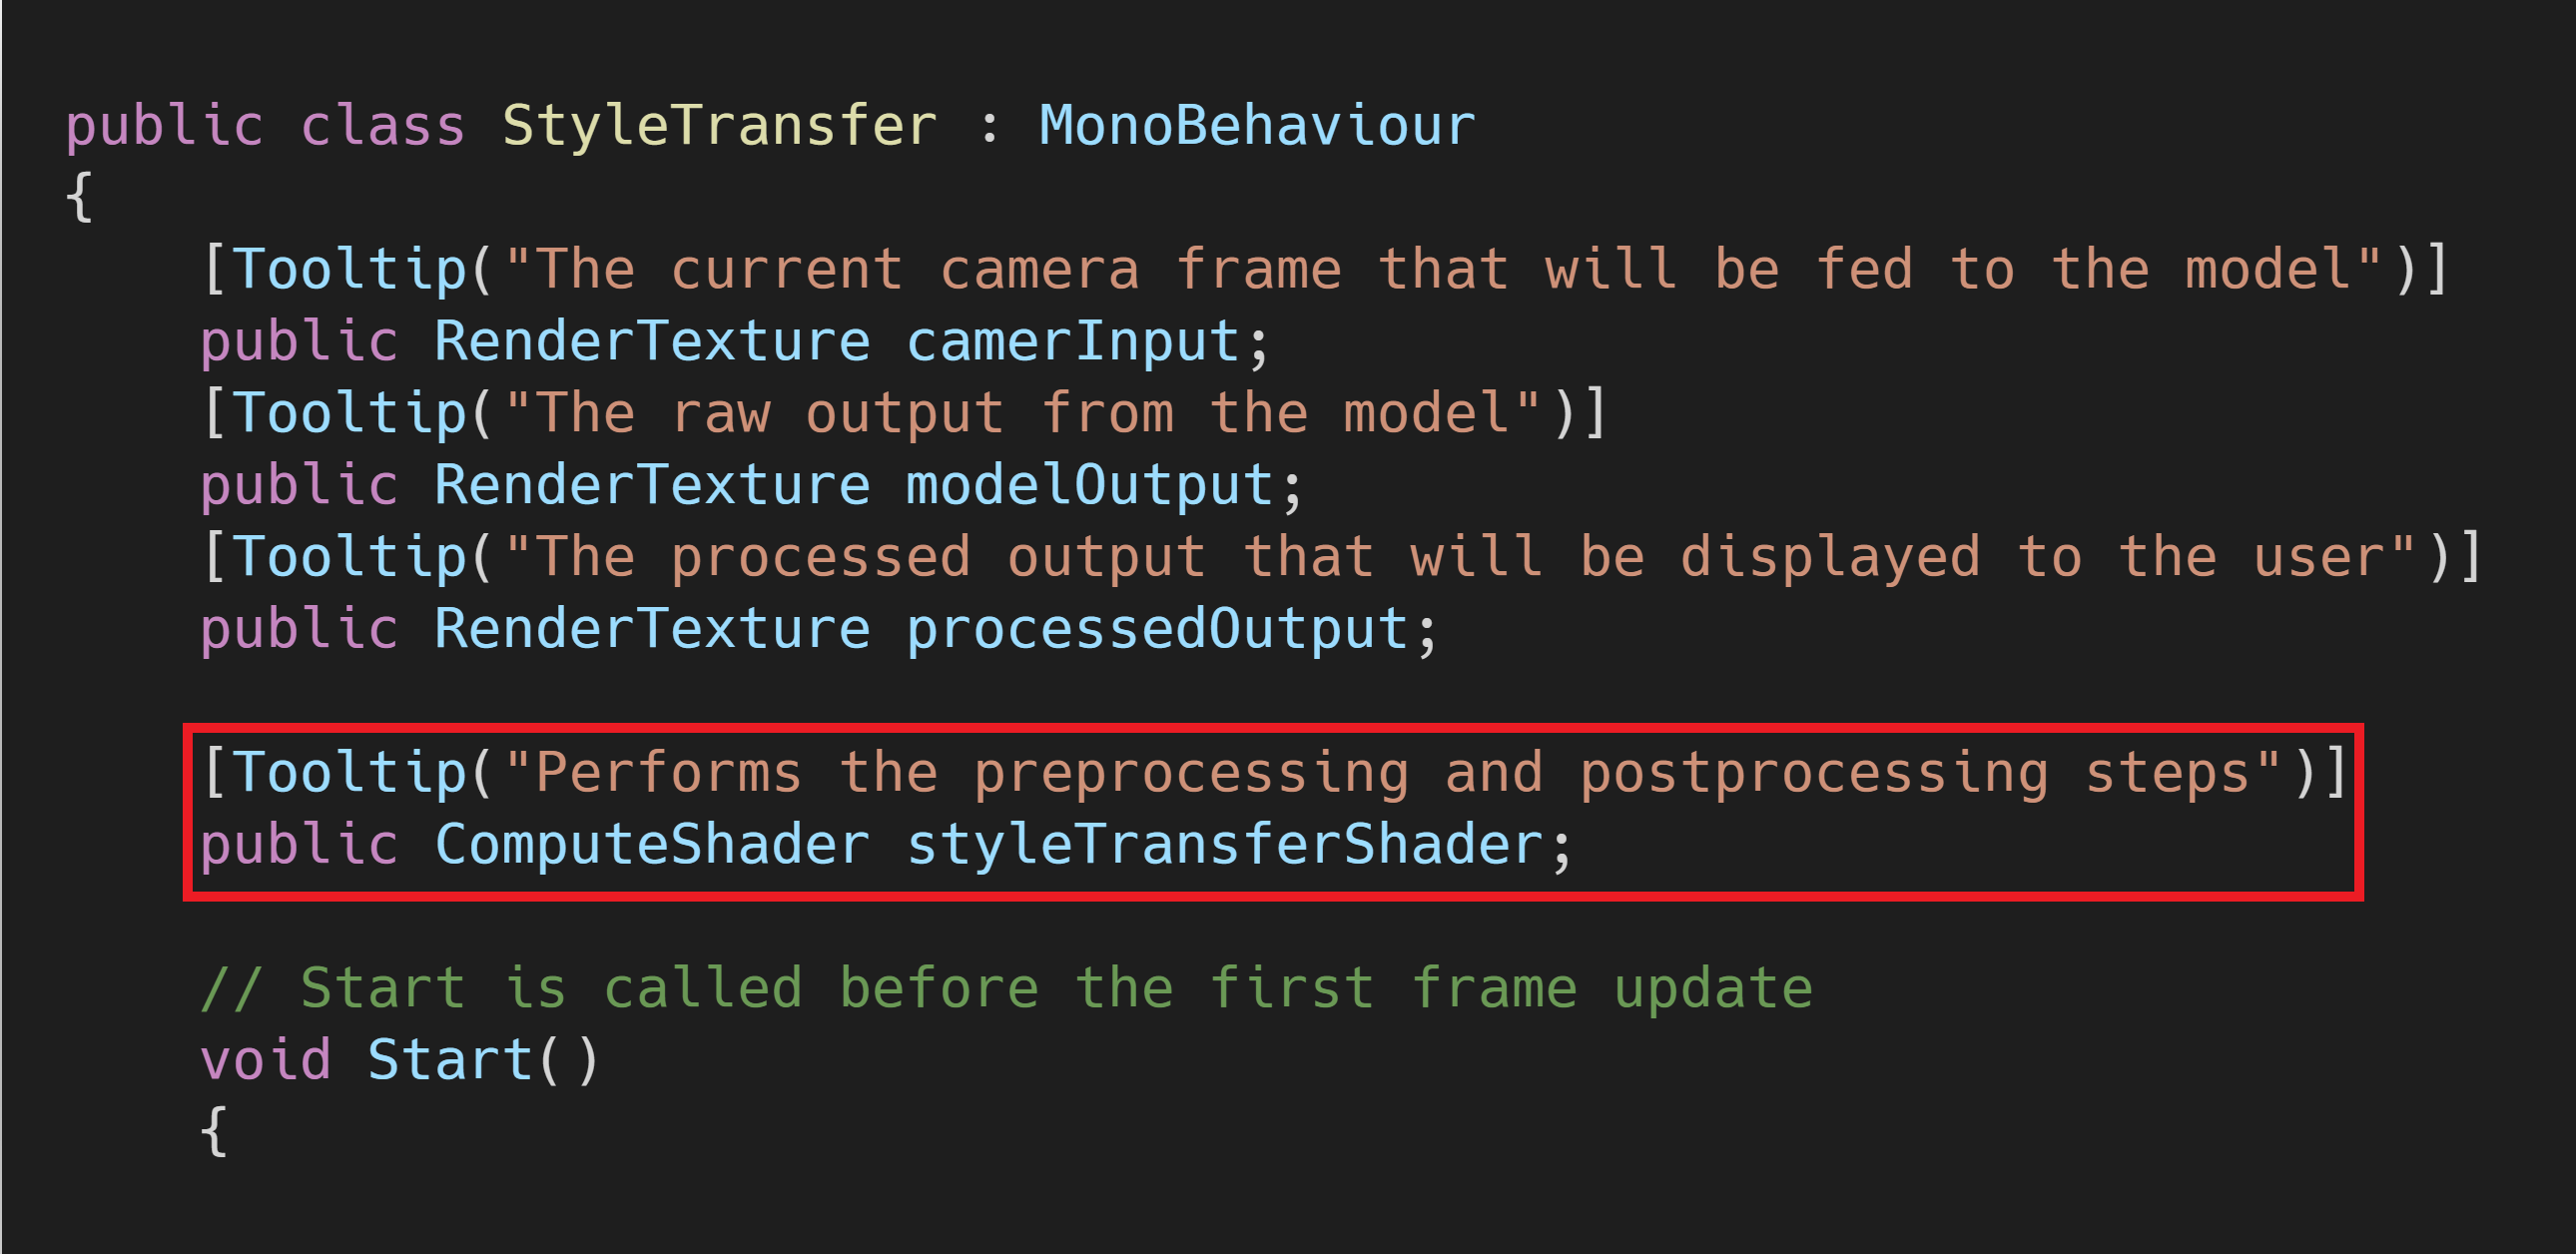 public class StyleTransfer : MonoBehaviour
{
    [Tooltip("The current camera frame that will be fed to the model")]
    public RenderTexture camerInput;
    [Tooltip("The raw output from the model")]
    public RenderTexture modelOutput;
    [Tooltip("The processed output that will be displayed to the user")]
    public RenderTexture processedOutput;
    [Tooltip("Performs the preprocessing and postprocessing steps")]
    public ComputeShader styleTransferShader;
    // Start is called before the first frame update
    void Start()
    {